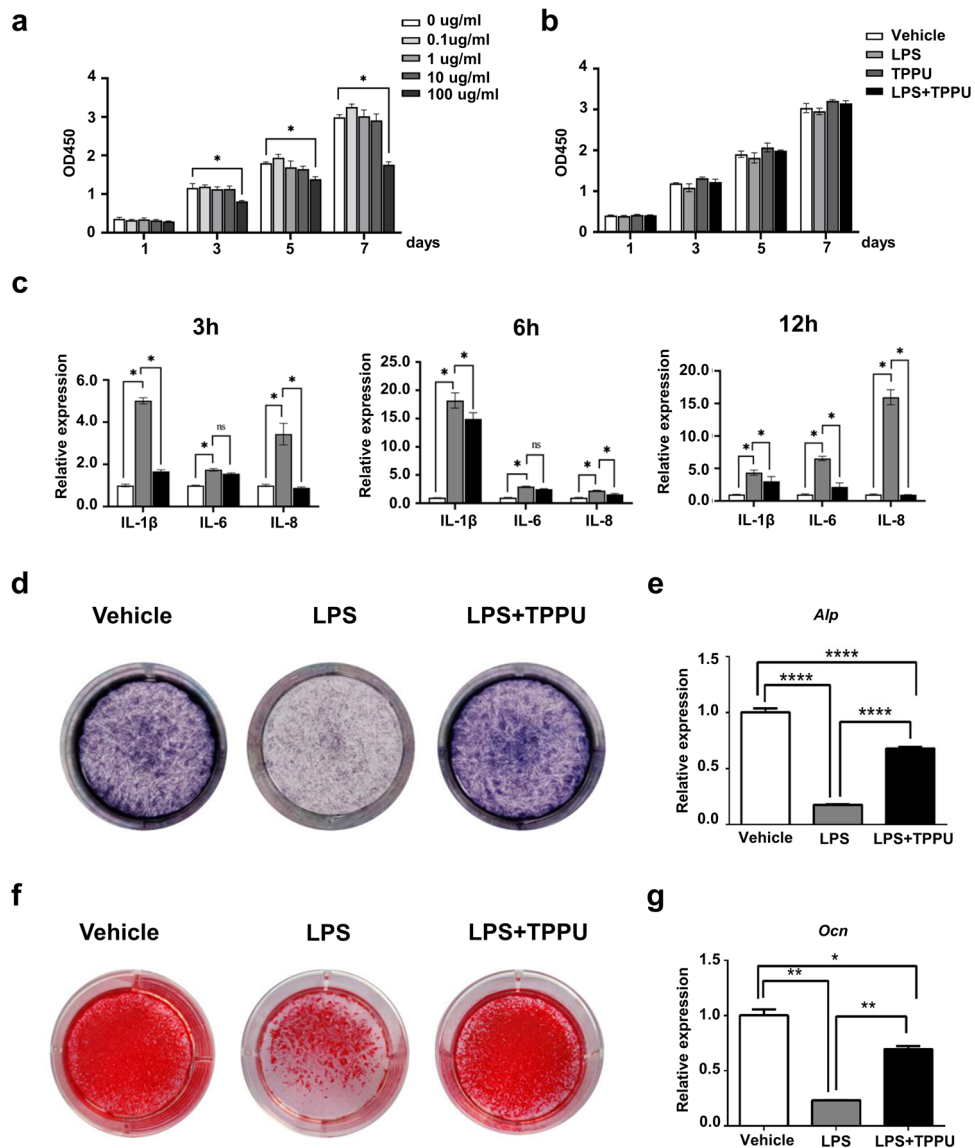 a
0 ug/ml
0.1ug/ml
1 ug/ml
10 ug/ml
100 ug/ml
OD450
4
3
2
1
0
*
*
*
1 3 5 7 days
b
Vehicle
LPS
TPPU
LPS+TPPU
OD450
4
3
2
1
0
1 3 5 7 days
c
3h
Relative expression
6.0
4.0
2.0
0.0
* *
* ns
* *
IL-1β IL-6 IL-8
6h
Relative expression
25.0
20.0
15.0
10.0
5.0
0.0
* *
* ns
* *
IL-1β IL-6 IL-8
12h
Relative expression
20.0
15.0
10.0
5.0
0.0
* *
* *
* *
IL-1β IL-6 IL-8
d
Vehicle LPS LPS+TPPU
e
Alp
Relative expression
1.5
1.0
0.5
0.0
****
****
****
Vehicle LPS LPS+TPPU
f
Vehicle LPS LPS+TPPU
g
Ocn
Relative expression
1.5
1.0
0.5
0.0
*
**
**
Vehicle LPS LPS+TPPU